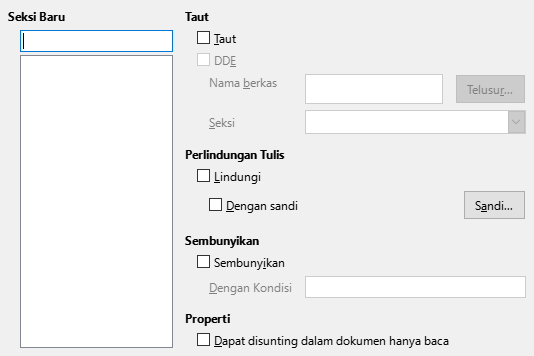 Seksi Baru
Taut
Taut
DDE
Nama berkas
Telusur...
Seksi
Perlindungan Tulis
Lindungi
Dengan sandi
Sandi...
Sembunyikan
Sembunyikan
Dengan Kondisi
Properti
Dapat disunting dalam dokumen hanya baca